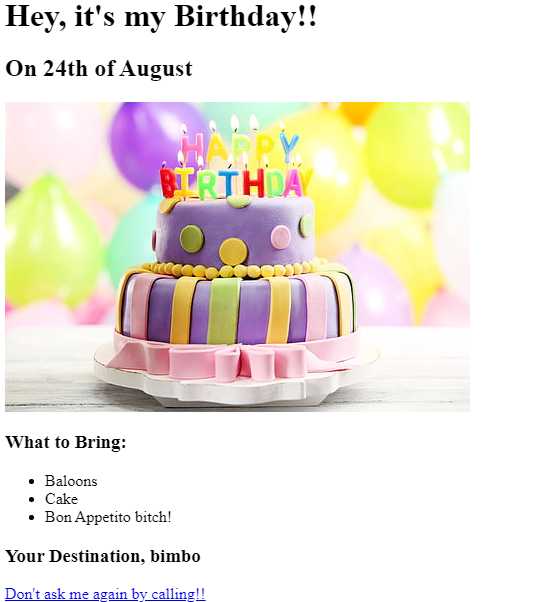 Hey, it's my Birthday!!
On 24th of August
HAPPY
BIRTHDAY
What to Bring:
Baloons
Cake
Bon Appetito bitch!
Your Destination, bimbo
Don't ask me again by calling!!